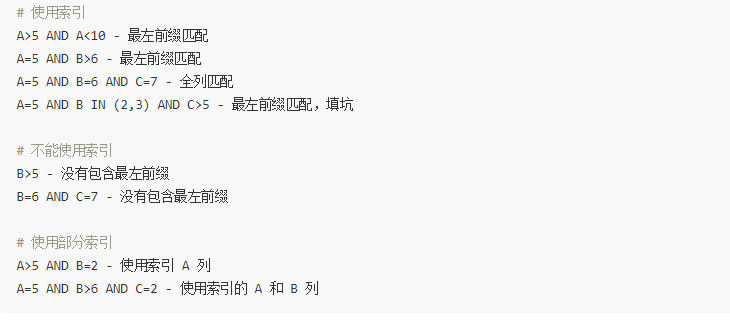 # 使用索引
A>5 AND A<10 - 最左前缀匹配
A=5 AND B>6 - 最左前缀匹配
A=5 AND B=6 AND C=7 - 全列匹配
A=5 AND B IN (2,3) AND C>5 - 最左前缀匹配，填坑
# 不能使用索引
B>5 - 没有包含最左前缀
B=6 AND C=7 - 没有包含最左前缀
# 使用部分索引
A>5 AND B=2 - 使用索引 A 列
A=5 AND B>6 AND C=2 - 使用索引的 A 和 B 列